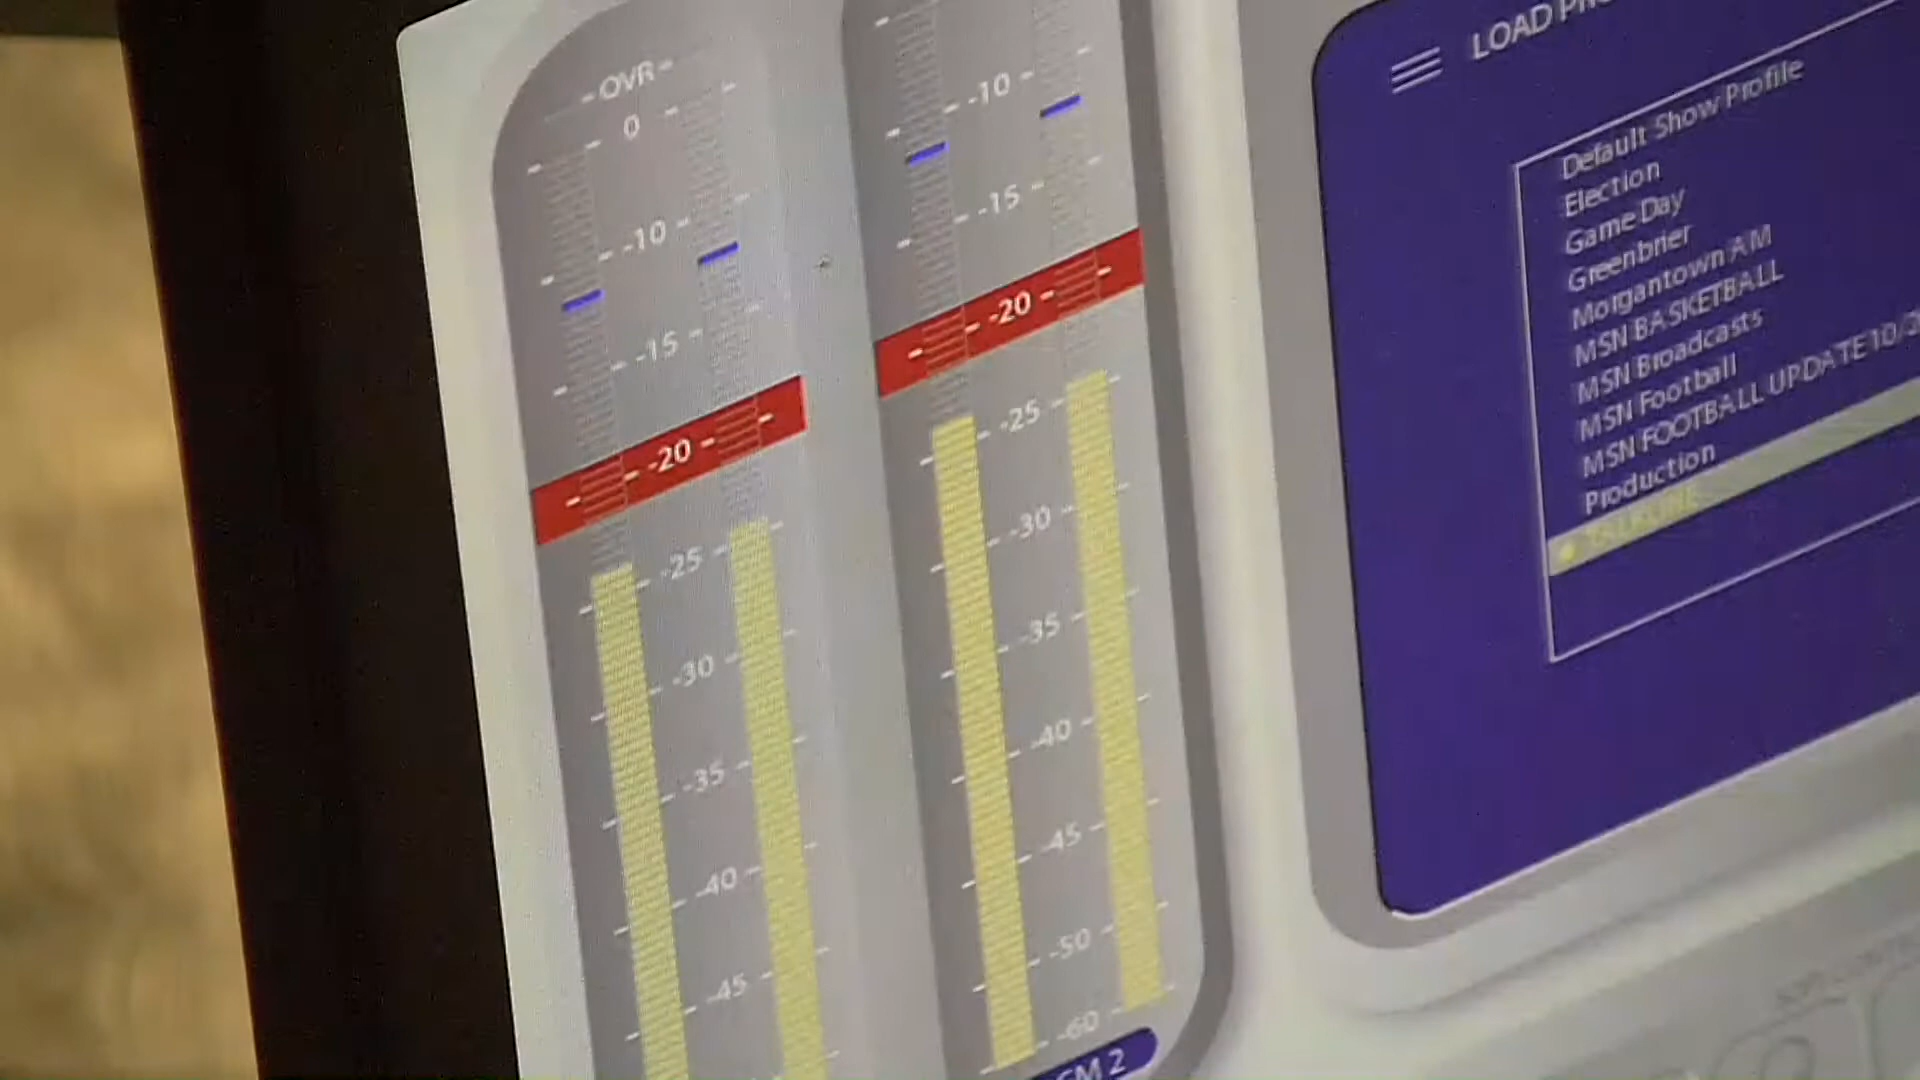 -OVR-
0
-10
-15
-20
-25
-30
-35
-40
-45
-10
-15
-20
-25
-30
-35
-40
-45
-50
-60
LOAD
Default Show Profile
Election
Game Day
Greenbrier
Morgantown AM
MSN BASKETBALL
MSN Broadcasts
MSN Football
MSN FOOTBALL UPDATE 10/2
Production
TALKLINE